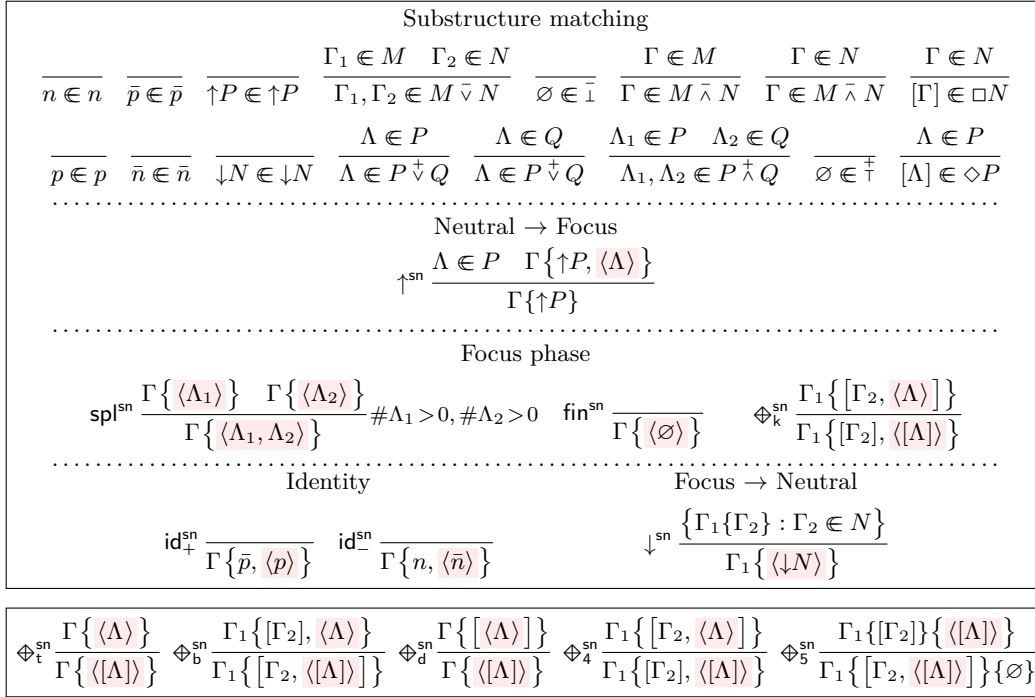 Substructure matching
n ⋐ n   p̄ ⋐ p̄   ↑P ⋐ ↑P   Γ₁ ⋐ M   Γ₂ ⋐ N / Γ₁, Γ₂ ⋐ M ∨̄ N   ∅ ⋐ ⊥̄   Γ ⋐ M / Γ ⋐ M ∧̄ N   Γ ⋐ N / Γ ⋐ M ∧̄ N   Γ ⋐ N / [Γ] ⋐ □N
p ⋐ p   n̄ ⋐ n̄   ↓N ⋐ ↓N   Λ ⋐ P / Λ ⋐ P ∨⁺ Q   Λ ⋐ Q / Λ ⋐ P ∨⁺ Q   Λ₁ ⋐ P   Λ₂ ⋐ Q / Λ₁, Λ₂ ⋐ P ∧⁺ Q   ∅ ⋐ ⊤⁺   Λ ⋐ P / [Λ] ⋐ ◇P
Neutral → Focus
↑ˢⁿ Λ ⋐ P   Γ{↑P, ⟨Λ⟩} / Γ{↑P}
Focus phase
splˢⁿ Γ{⟨Λ₁⟩}   Γ{⟨Λ₂⟩} / Γ{⟨Λ₁, Λ₂⟩} #Λ₁>0, #Λ₂>0   finˢⁿ Γ{⟨∅⟩}   ⊕ₖˢⁿ Γ₁{[Γ₂, ⟨Λ⟩]} / Γ₁{[Γ₂], ⟨[Λ]⟩}
Identity   Focus → Neutral
id₊ˢⁿ Γ{p̄, ⟨p⟩}   id₋ˢⁿ Γ{n, ⟨n̄⟩}   ↓ˢⁿ {Γ₁{Γ₂} : Γ₂ ⋐ N} / Γ₁{⟨↓N⟩}
⊕ₜˢⁿ Γ{⟨Λ⟩} / Γ{⟨[Λ]⟩}   ⊕_bˢⁿ Γ₁{[Γ₂], ⟨Λ⟩} / Γ₁{[Γ₂, ⟨[Λ]⟩]}   ⊕_dˢⁿ Γ{[⟨Λ⟩]} / Γ{⟨[Λ]⟩}   ⊕₄ˢⁿ Γ₁{[Γ₂, ⟨[Λ]⟩]} / Γ₁{[Γ₂], ⟨[Λ]⟩}   ⊕₅ˢⁿ Γ₁{[Γ₂]}{⟨[Λ]⟩} / Γ₁{[Γ₂, ⟨[Λ]⟩]}{∅}